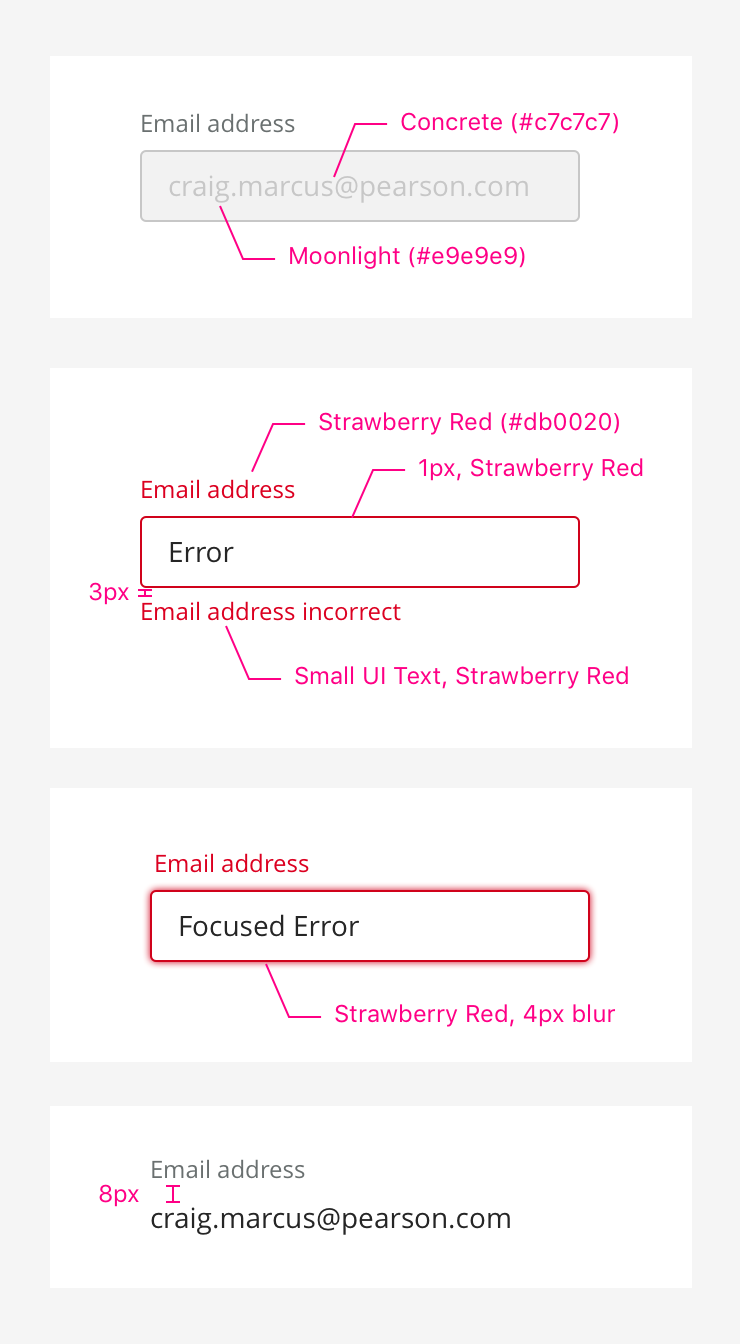 Email address
Concrete (#c7c7c7)
craig.marcus@pearson.com
Moonlight (#e9e9e9)
Strawberry Red (#db0020)
1px, Strawberry Red
Email address
Error
3px
Email address incorrect
Small UI Text, Strawberry Red
Email address
Focused Error
Strawberry Red, 4px blur
Email address
8px
craig.marcus@pearson.com